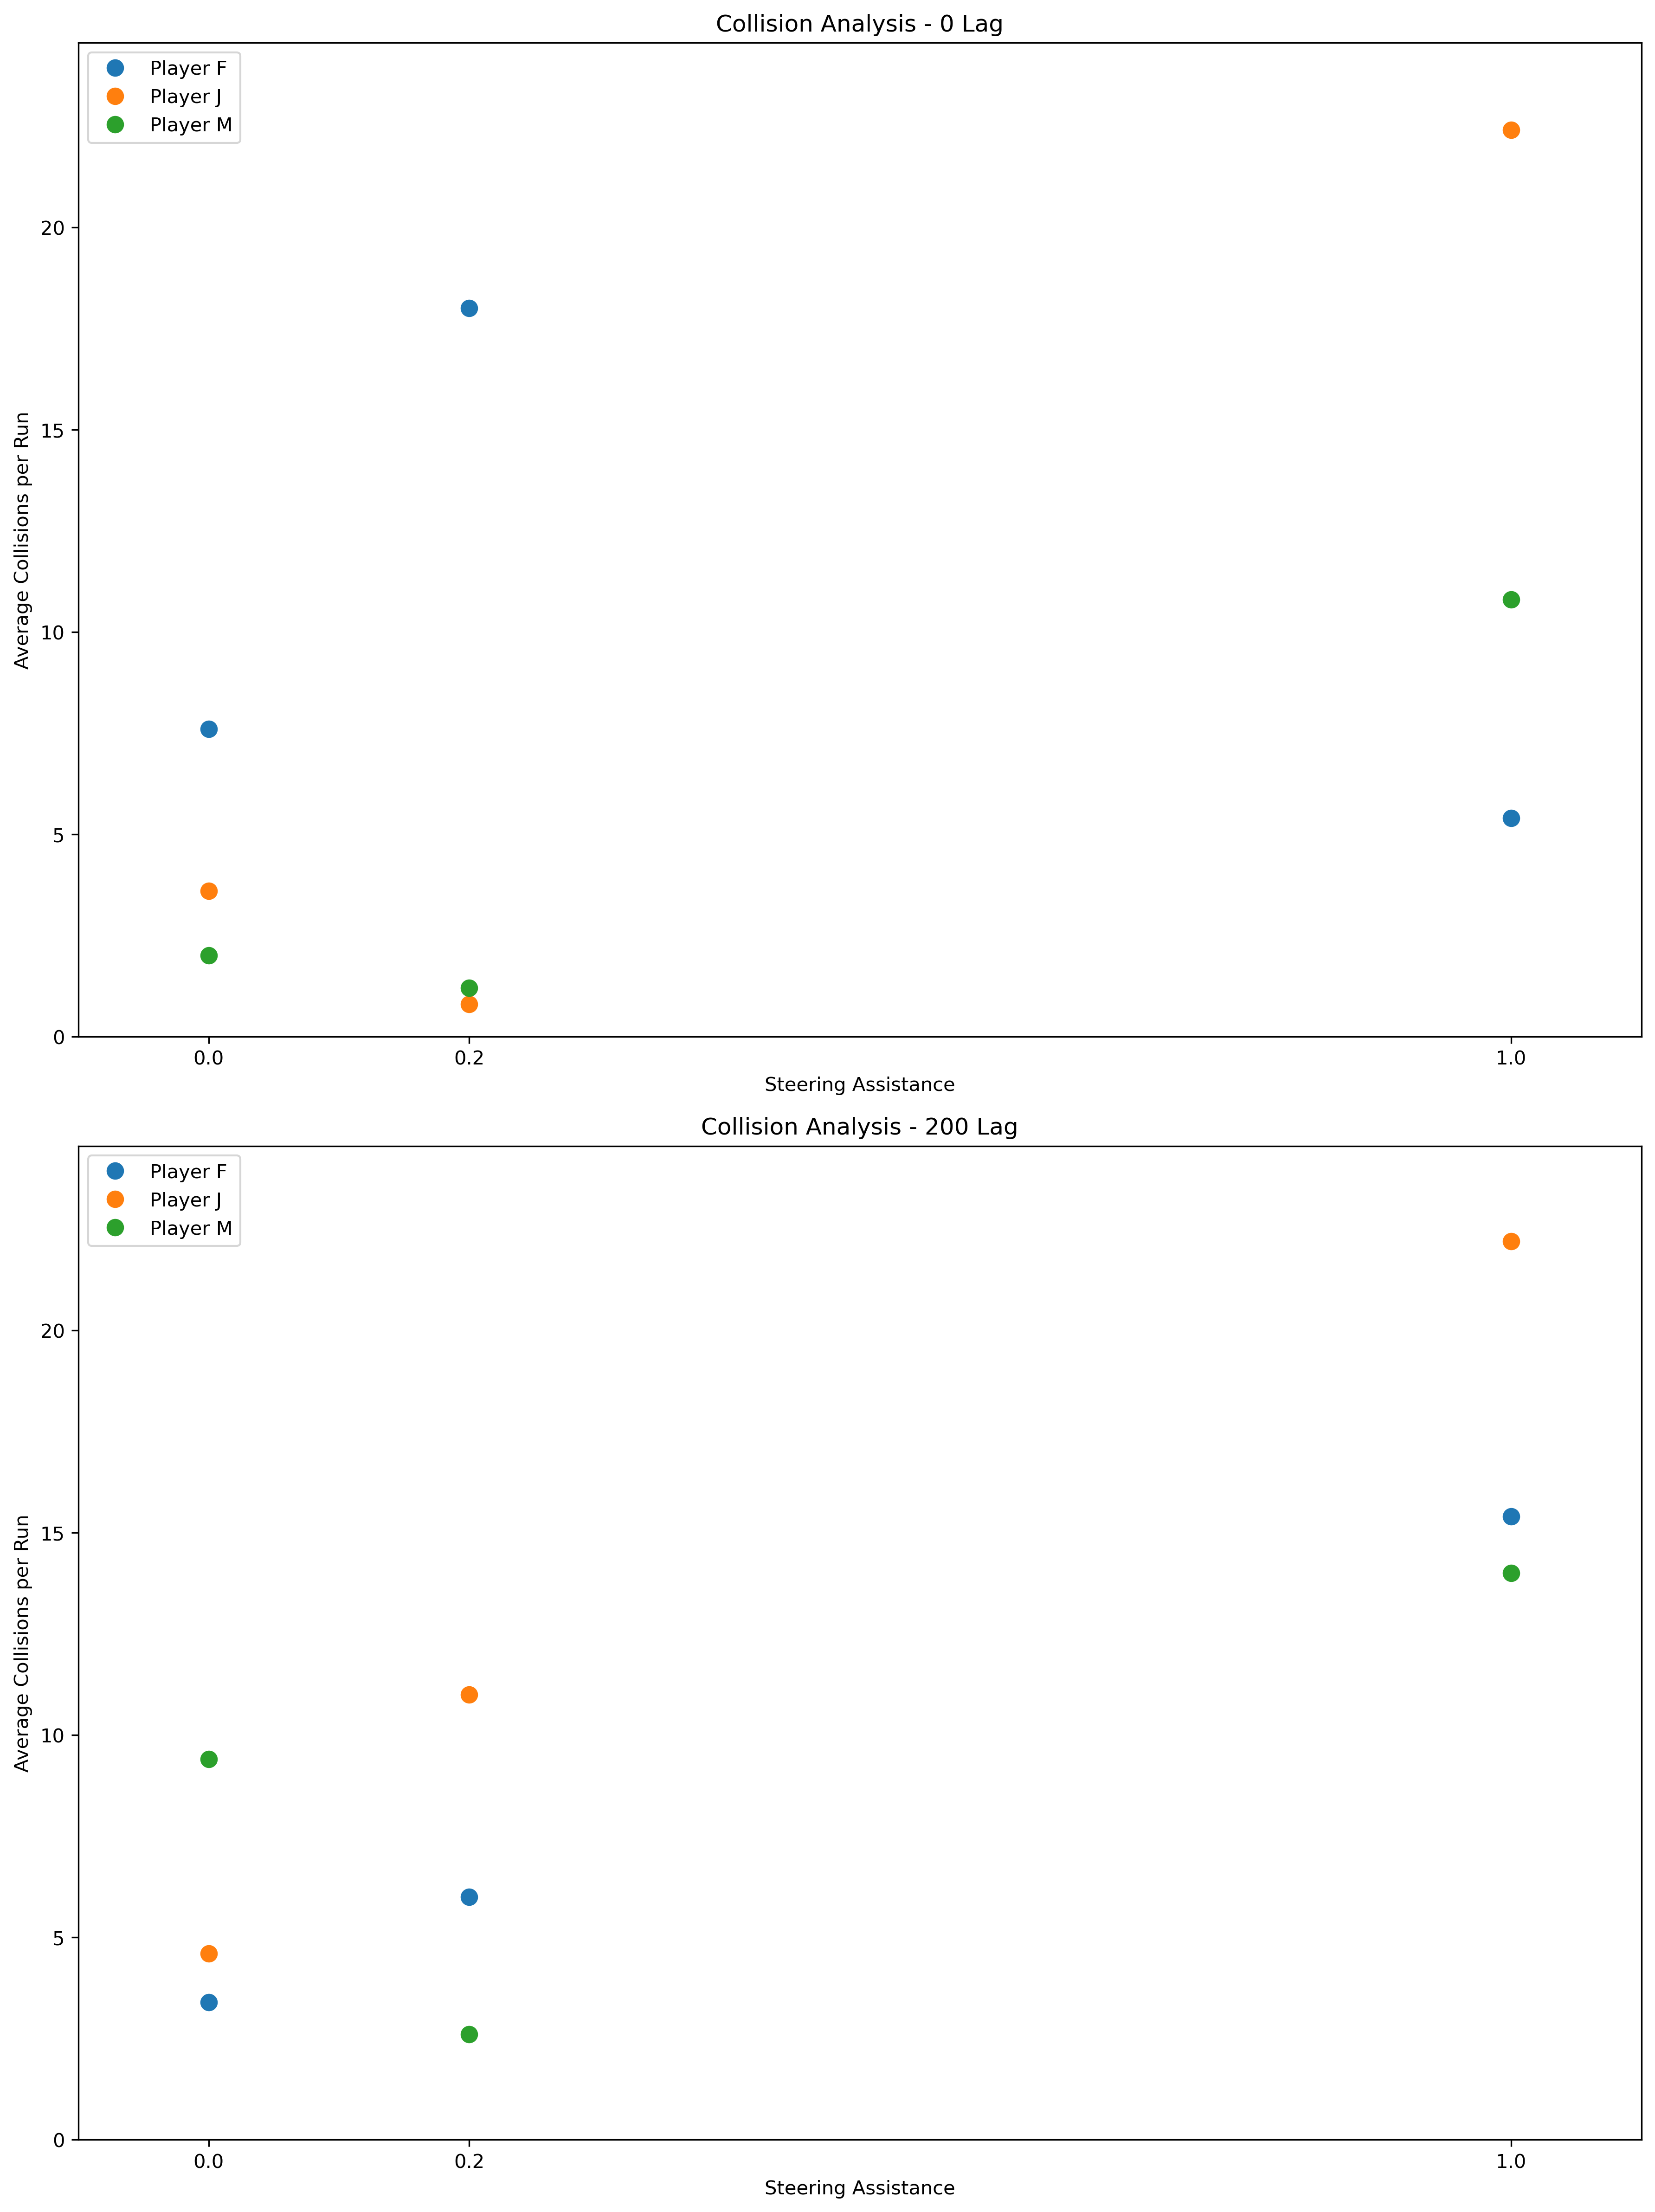 Collision Analysis - 0 Lag
Player F
Player J
Player M
Average Collisions per Run
20
15
10
5
0
0.0 0.2 1.0
Steering Assistance
Collision Analysis - 200 Lag
Player F
Player J
Player M
Average Collisions per Run
20
15
10
5
0
0.0 0.2 1.0
Steering Assistance